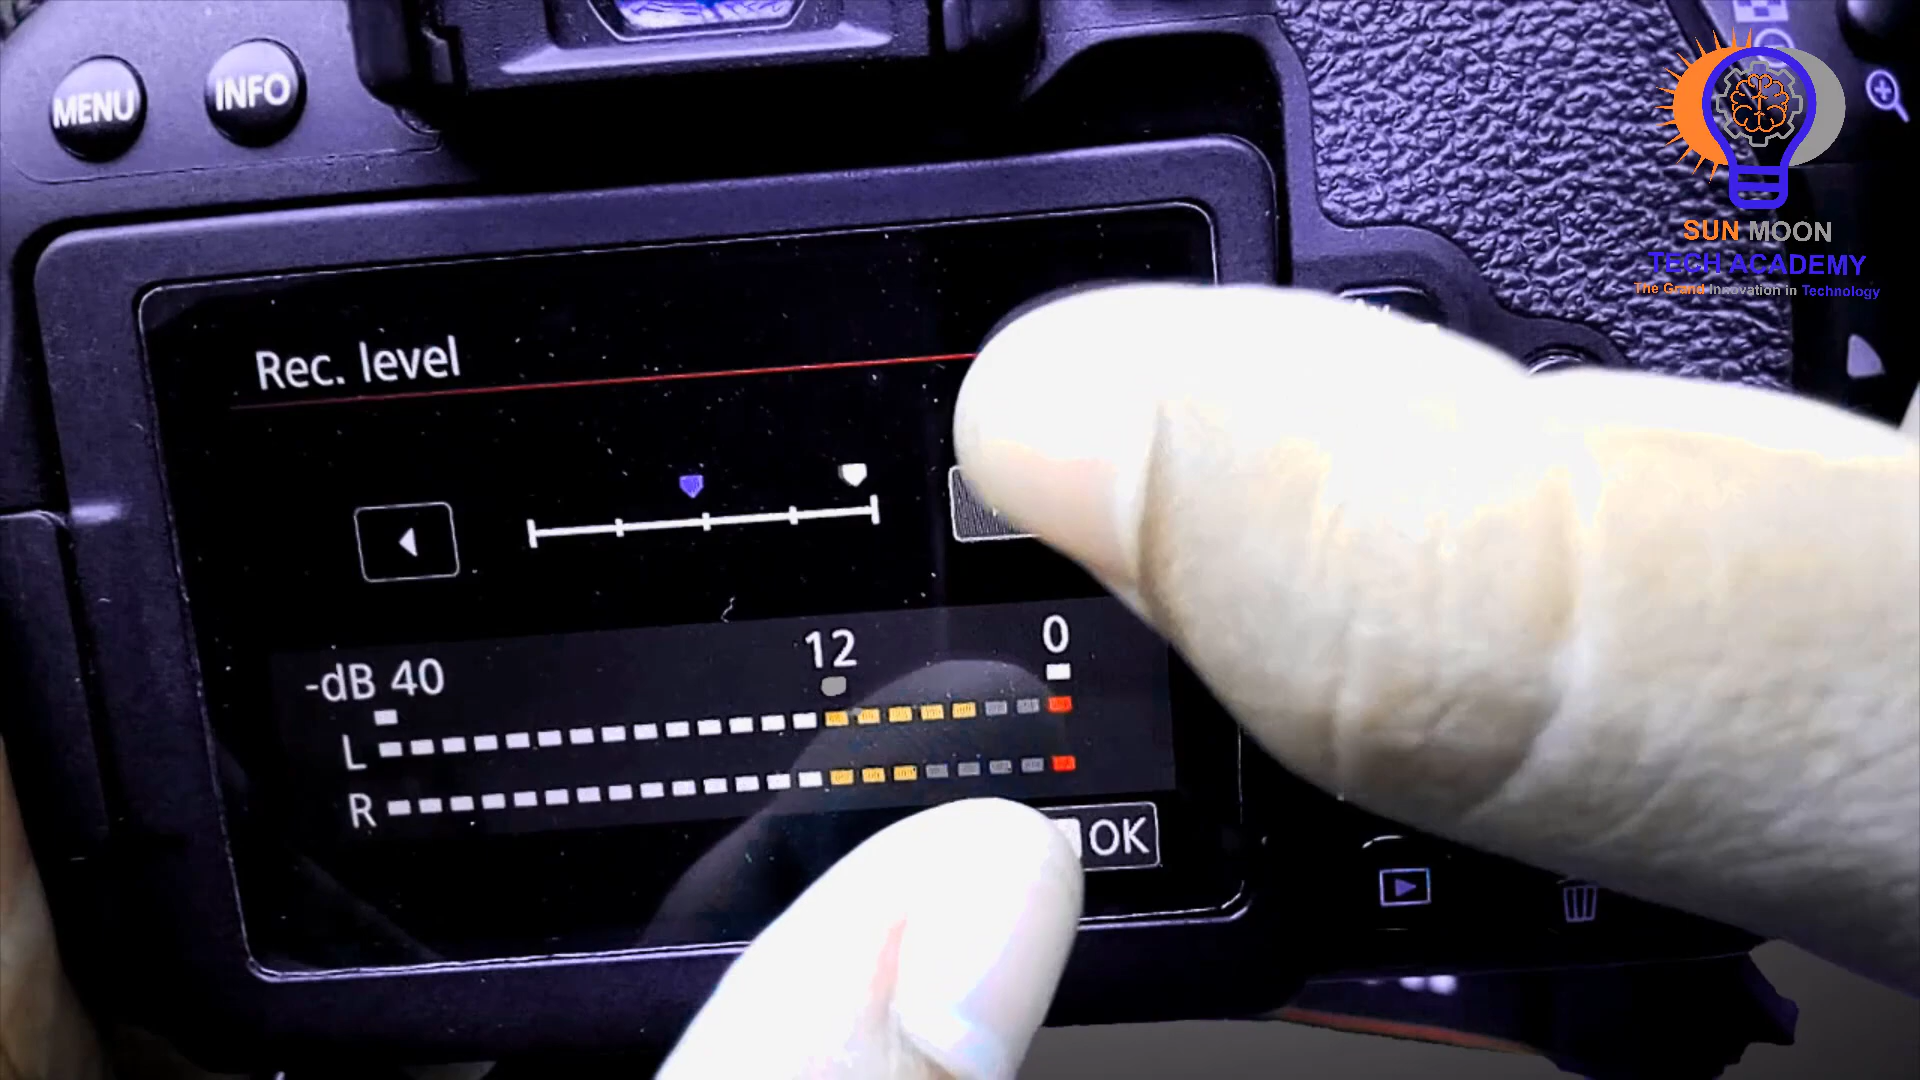 MENU INFO
SUN MOON
TECH ACADEMY
The Grand Innovation in Technology
Rec. level
-dB 40 12 0
L
R
OK